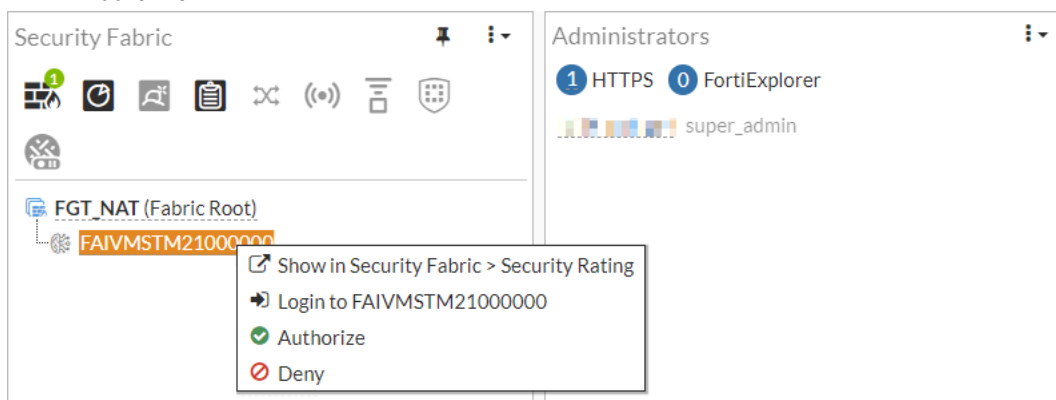 Security Fabric
1
FGT_NAT (Fabric Root)
FAIVMSTM21000000
Show in Security Fabric > Security Rating
Login to FAIVMSTM21000000
Authorize
Deny
Administrators
1 HTTPS 0 FortiExplorer
super_admin